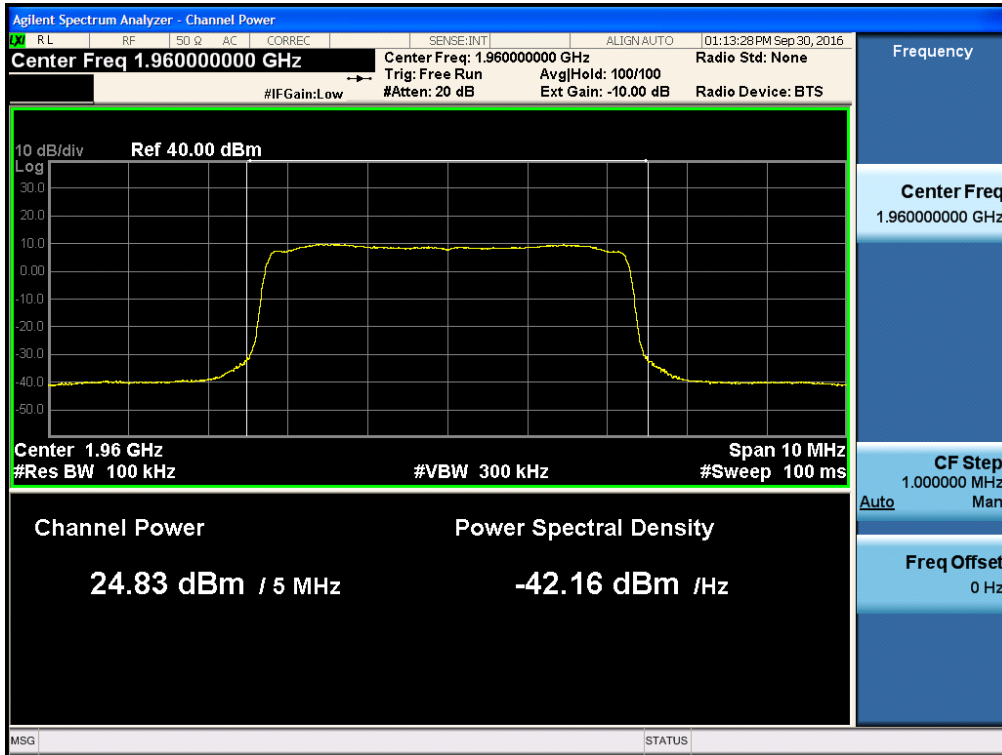 Agilent Spectrum Analyzer - Channel Power
LXI RL RF 50 Ω AC CORREC SENSE:INT ALIGN AUTO 01:13:28 PM Sep 30, 2016
Center Freq 1.960000000 GHz
Center Freq: 1.960000000 GHz Radio Std: None
Trig: Free Run Avg|Hold: 100/100
#IFGain:Low #Atten: 20 dB Ext Gain: -10.00 dB Radio Device: BTS
10 dB/div Ref 40.00 dBm
Log
30.0
20.0
10.0
0.00
-10.0
-20.0
-30.0
-40.0
-50.0
Center 1.96 GHz Span 10 MHz
#Res BW 100 kHz #VBW 300 kHz #Sweep 100 ms
Channel Power Power Spectral Density
24.83 dBm / 5 MHz -42.16 dBm /Hz
Frequency
Center Freq
1.960000000 GHz
CF Step
1.000000 MHz
Auto Man
Freq Offset
0 Hz
MSG STATUS